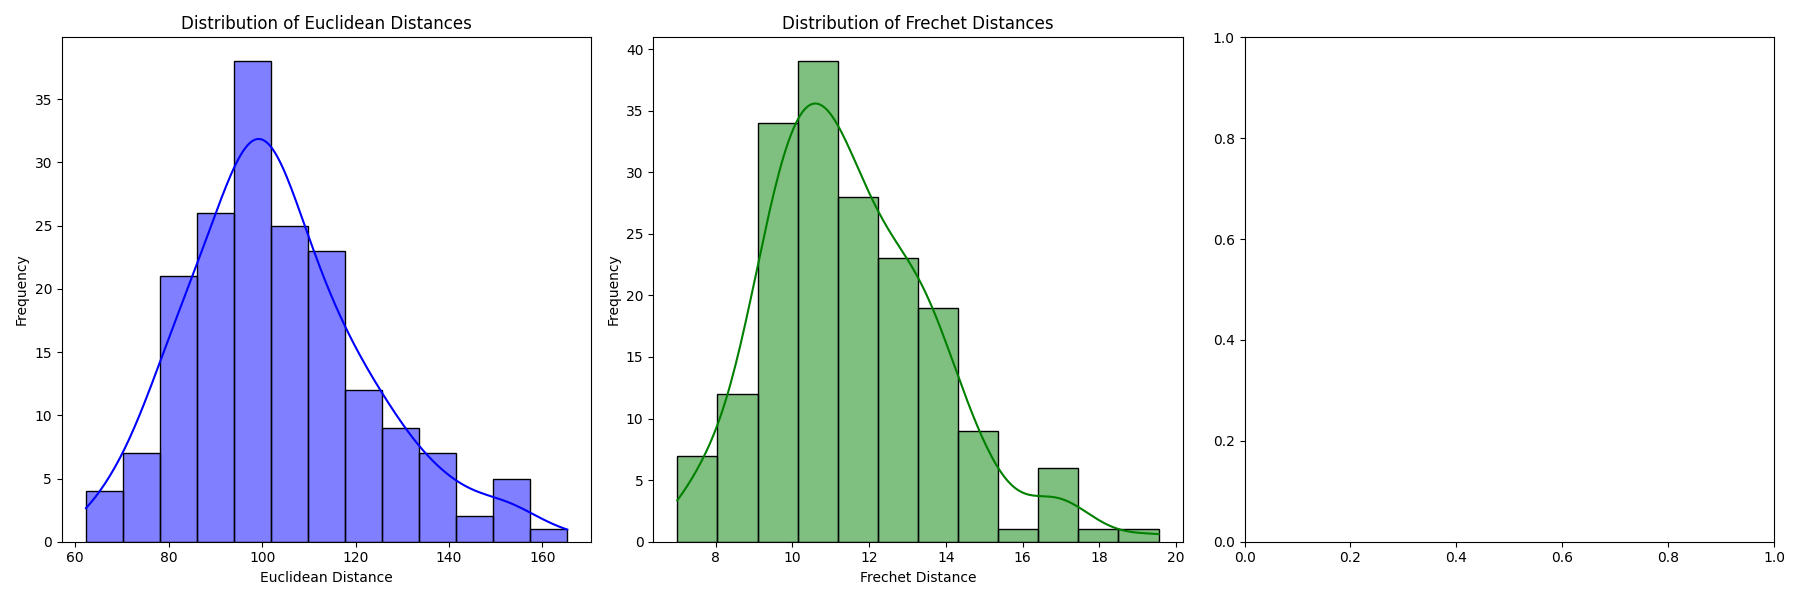 Distribution of Euclidean Distances
Frequency
35
30
25
20
15
10
5
0
60 80 100 120 140 160
Euclidean Distance
Distribution of Frechet Distances
Frequency
40
35
30
25
20
15
10
5
0
8 10 12 14 16 18 20
Frechet Distance
1.0
0.8
0.6
0.4
0.2
0.0
0.0 0.2 0.4 0.6 0.8 1.0